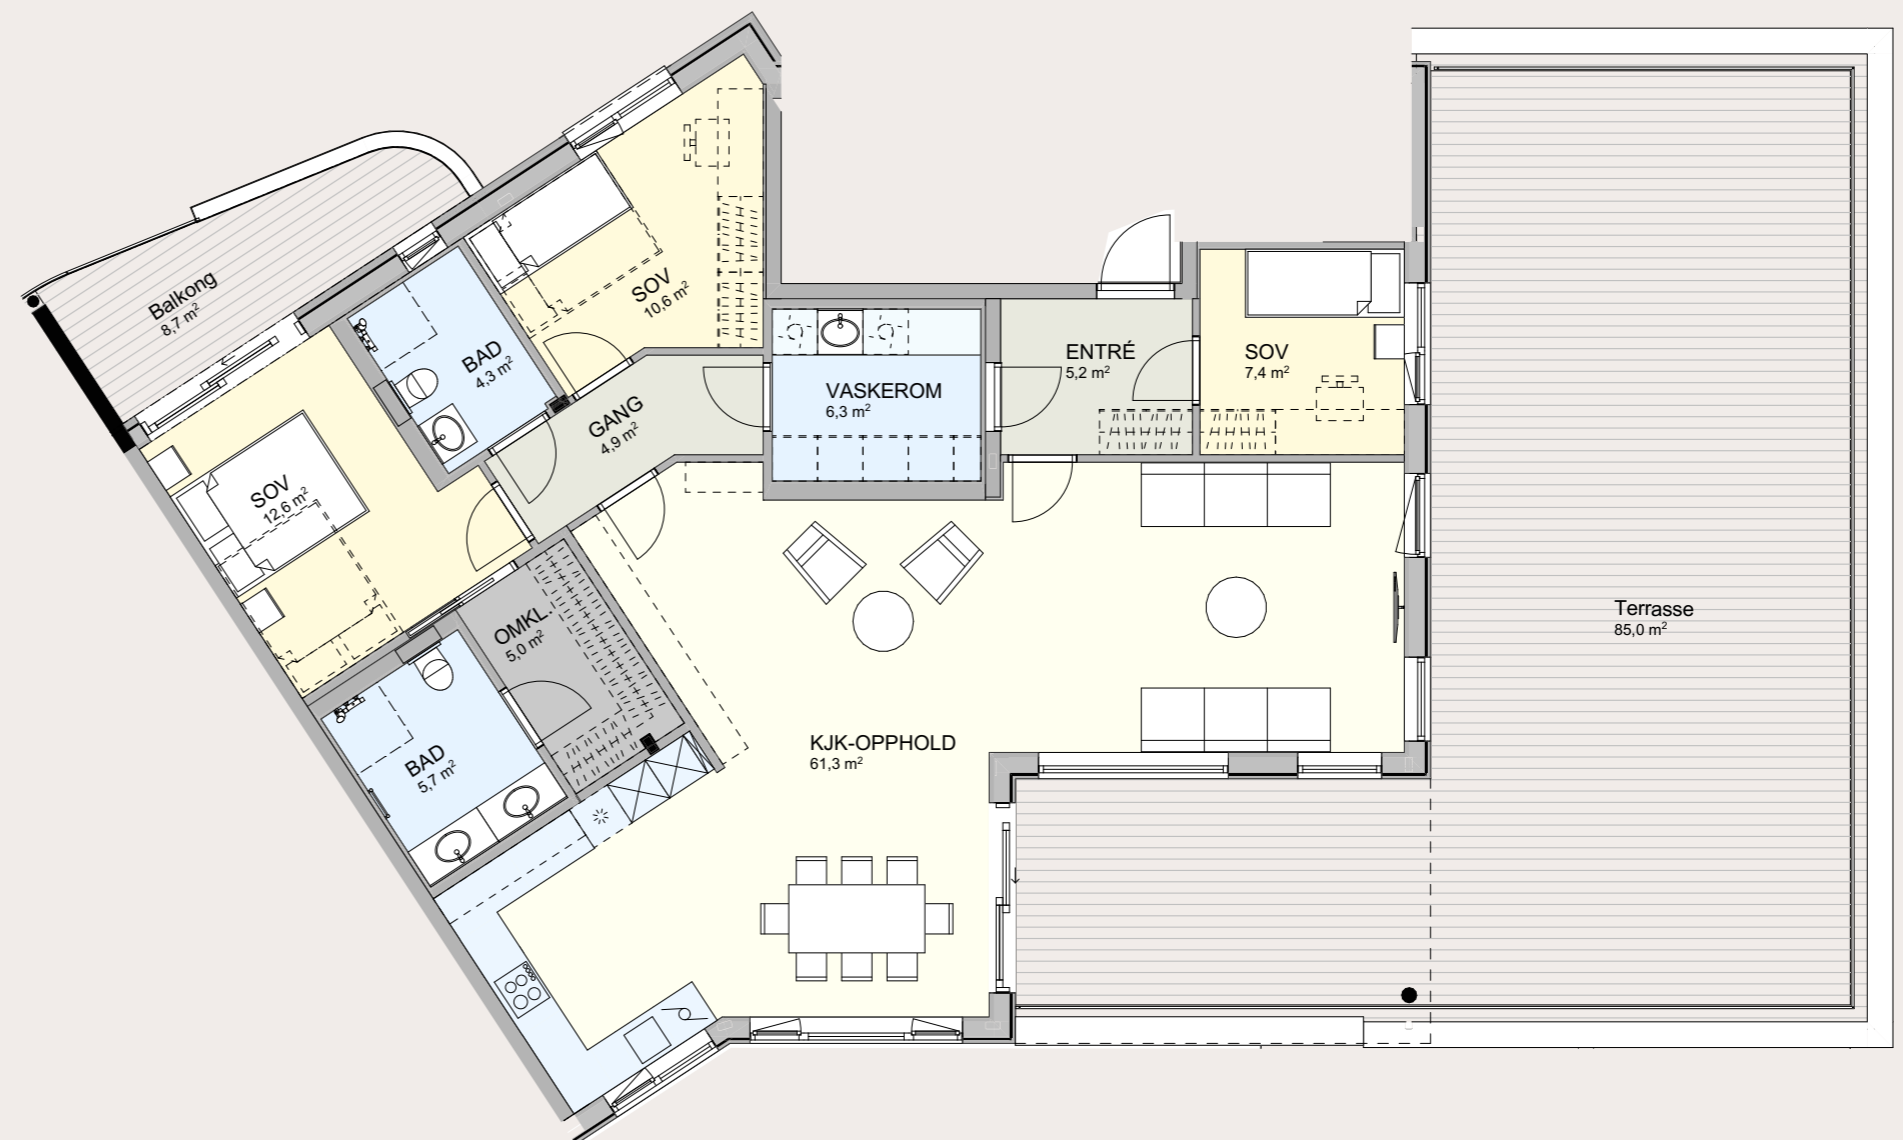 Balkong
8,7 m²
SOV
10,6 m²
BAD
4,3 m²
GANG
4,9 m²
VASKEROM
6,3 m²
ENTRÉ
5,2 m²
SOV
7,4 m²
SOV
12,6 m²
OMKL.
5,0 m²
BAD
5,7 m²
KJK-OPPHOLD
61,3 m²
Terrasse
85,0 m²